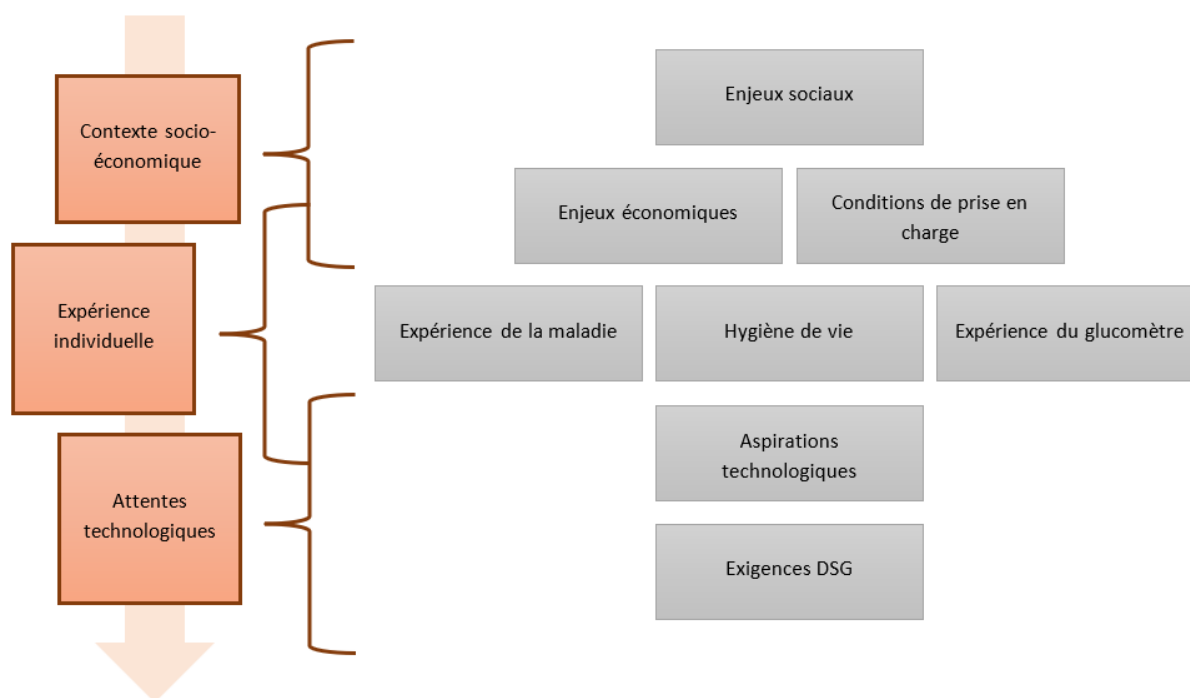 Contexte socio-
économique
Expérience
individuelle
Attentes
technologiques
Enjeux sociaux
Enjeux économiques
Conditions de prise en
charge
Expérience de la maladie
Hygiène de vie
Expérience du glucomètre
Aspirations
technologiques
Exigences DSG